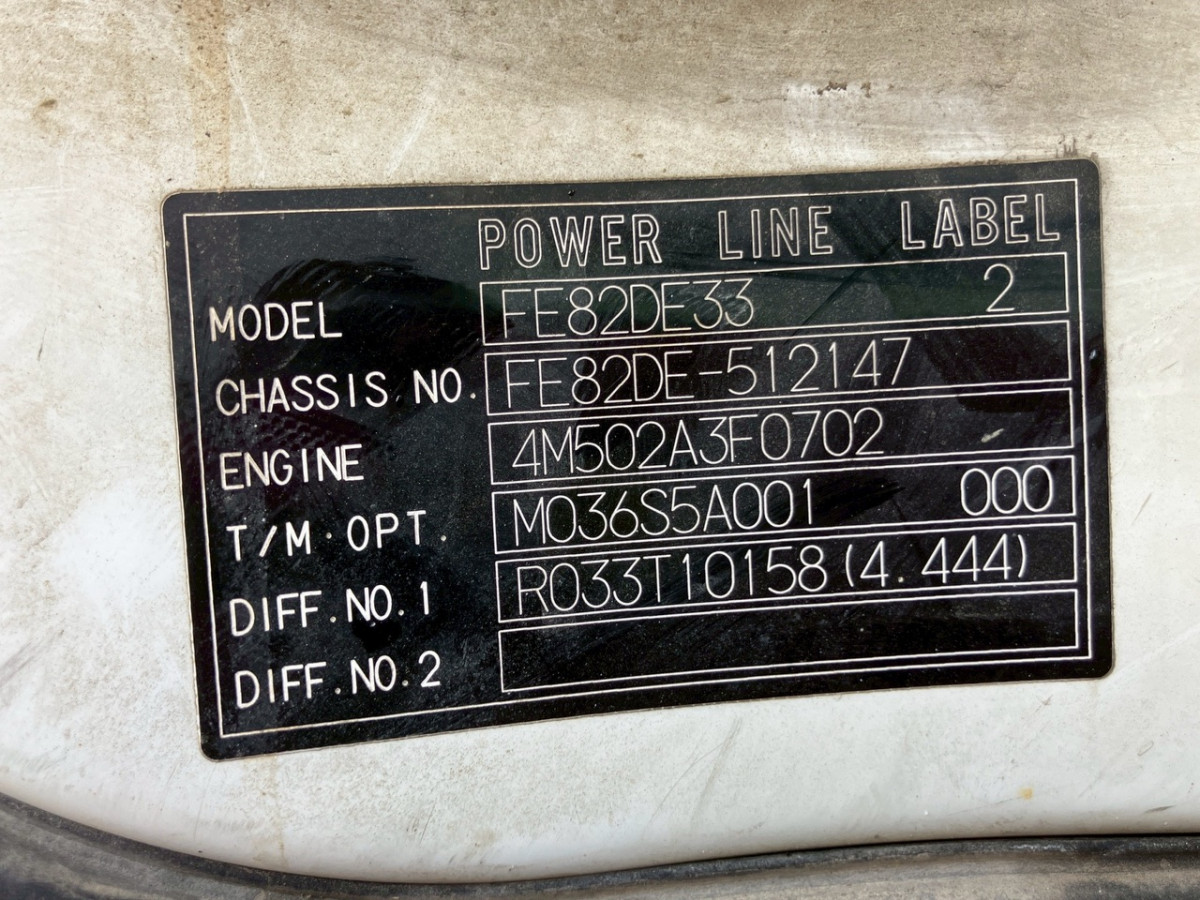 POWER LINE LABEL
MODEL FE82DE33 2
CHASSIS NO. FE82DE-512147
ENGINE 4M502A3F0702
T/M·OPT. M036S5A001 000
DIFF.NO.1 R033T10158(4.444)
DIFF.NO.2